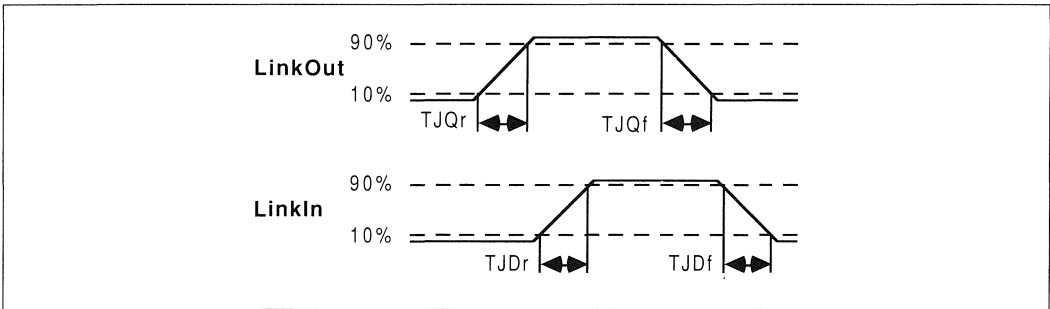 90%
LinkOut
10%
TJQr TJQf
90%
LinkIn
10%
TJDr TJDf